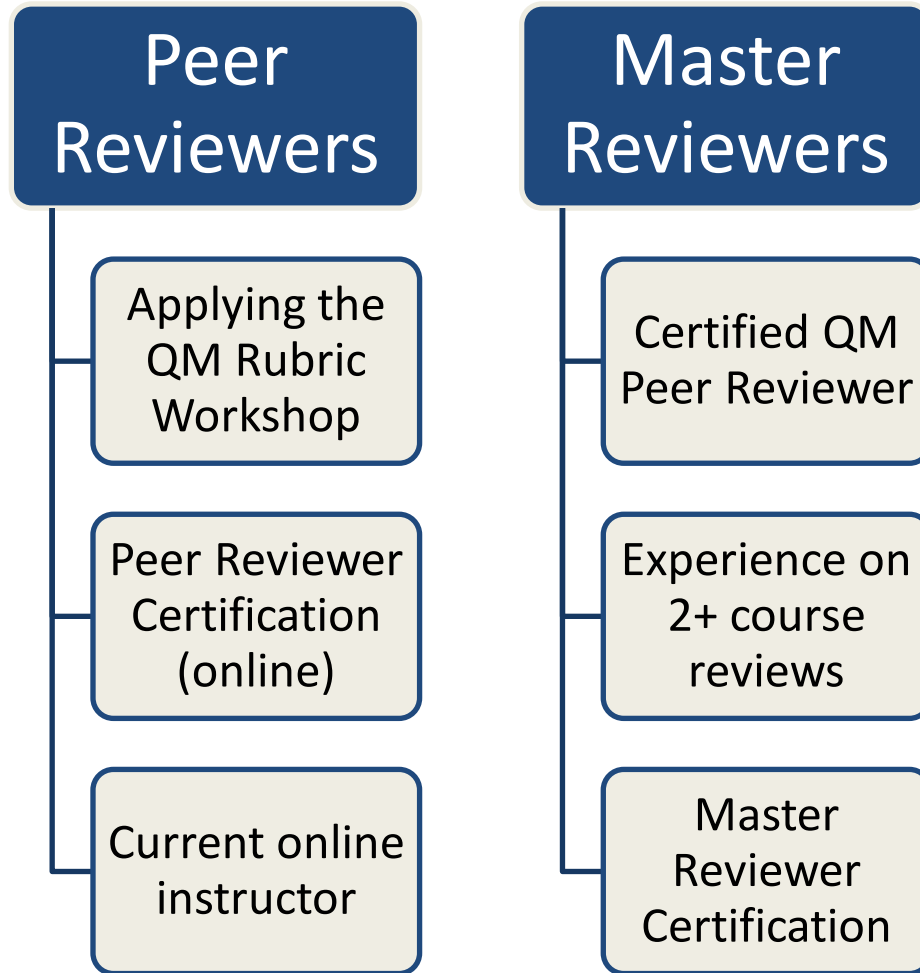 Peer
Reviewers
Applying the
QM Rubric
Workshop
Peer Reviewer
Certification
(online)
Current online
instructor
Master
Reviewers
Certified QM
Peer Reviewer
Experience on
2+ course
reviews
Master
Reviewer
Certification